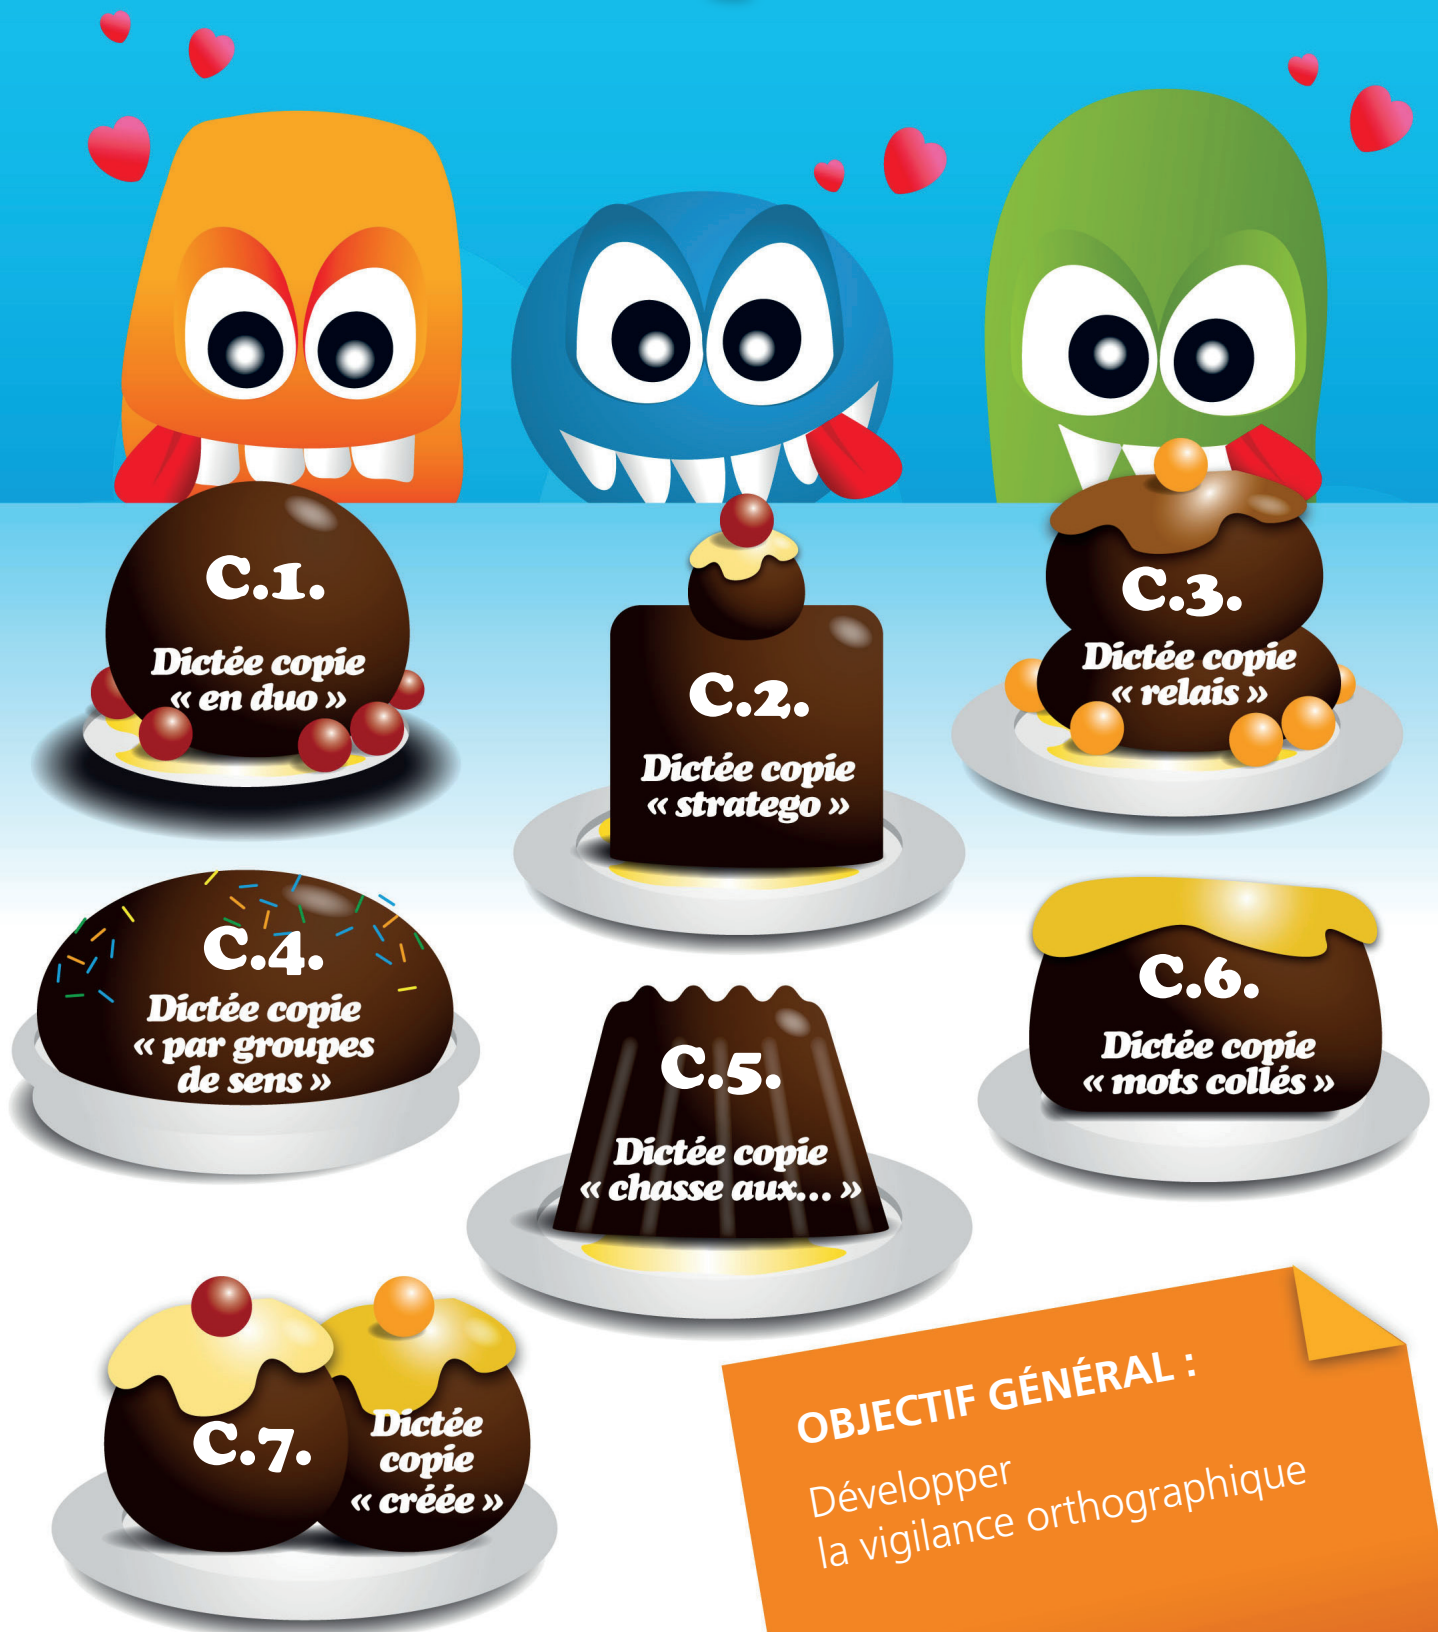 C.1.
Dictée copie
« en duo »
C.2.
Dictée copie
« stratego »
C.3.
Dictée copie
« relais »
C.4.
Dictée copie
« par groupes
de sens »
C.5.
Dictée copie
« chasse aux... »
C.6.
Dictée copie
« mots collés »
C.7.
Dictée
copie
« créée »
OBJECTIF GÉNÉRAL :
Développer
la vigilance orthographique